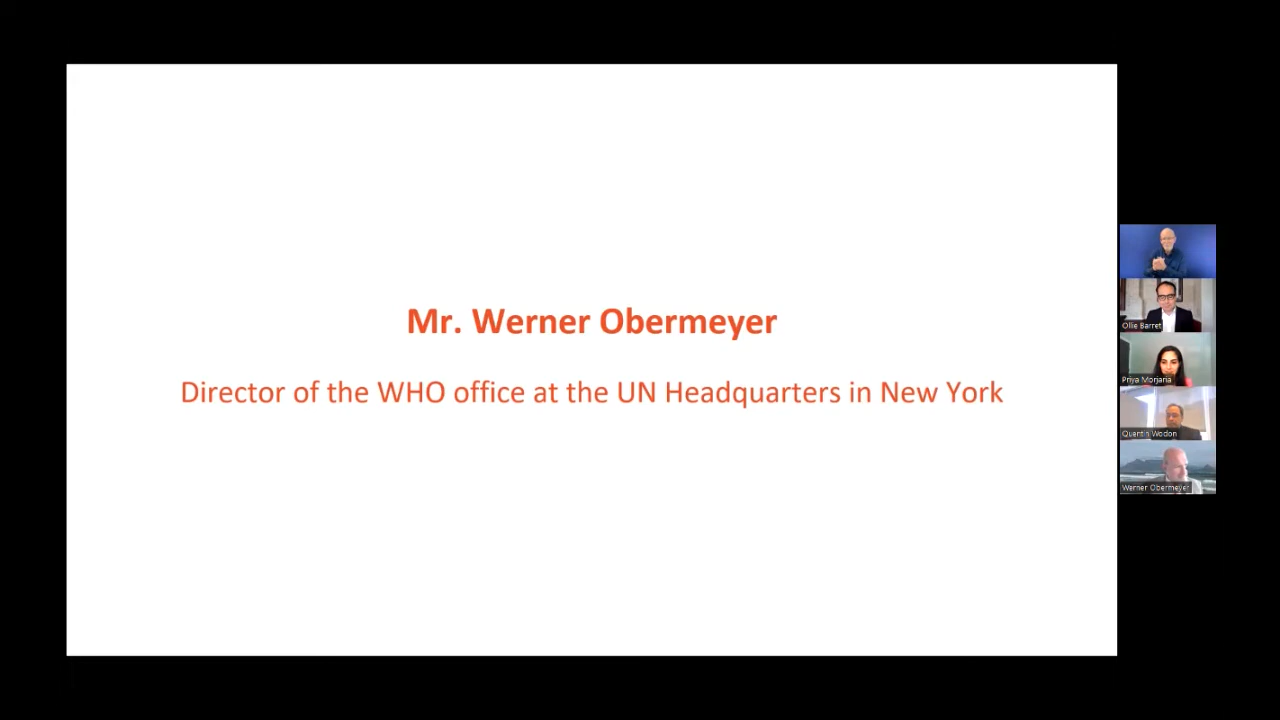 Mr. Werner Obermeyer
Director of the WHO office at the UN Headquarters in New York
Ollie Barret
Priya Morjaria
Quentin Wodon
Werner Obermeyer